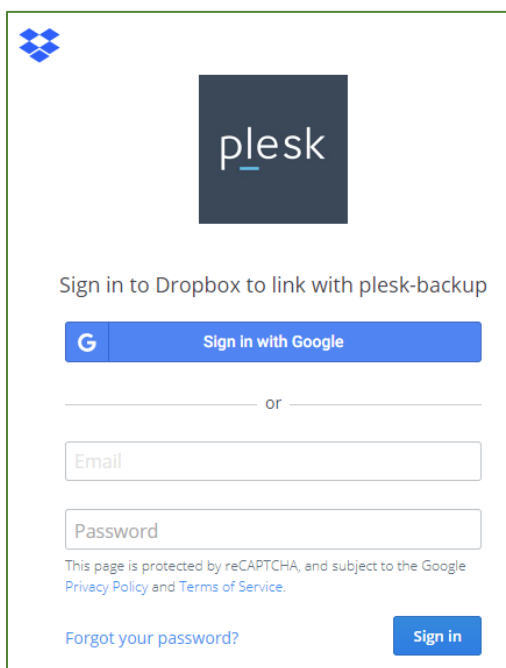 plesk
Sign in to Dropbox to link with plesk-backup
G Sign in with Google
or
Email
Password
This page is protected by reCAPTCHA, and subject to the Google
Privacy Policy and Terms of Service.
Forgot your password? Sign in